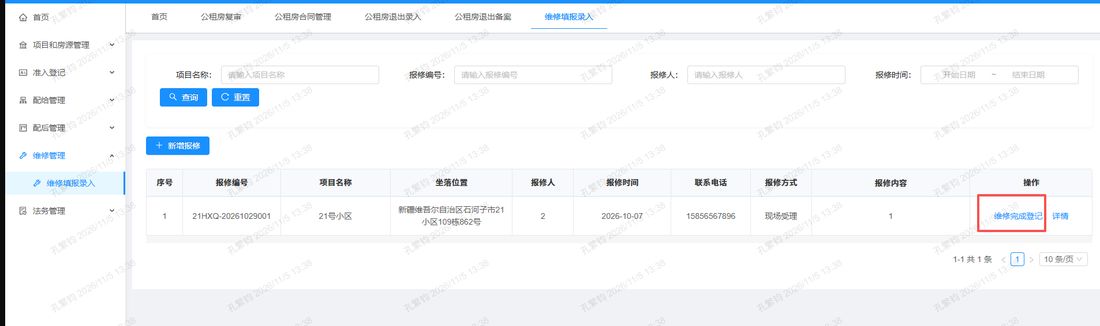 首页
项目和房源管理
准入登记
配给管理
配后管理
维修管理
维修填报录入
法务管理
首页 公租房复审 公租房合同管理 公租房退出录入 公租房退出备案 维修填报录入
项目名称: 请输入项目名称 报修编号: 请输入报修编号 报修人: 请输入报修人 报修时间: 开始日期 ~ 结束日期
查询 重置
+ 新增报修
序号 报修编号 项目名称 坐落位置 报修人 报修时间 联系电话 报修方式 报修内容 操作
1 21HXQ-20261029001 21号小区 新疆维吾尔自治区石河子市21 2 2026-10-07 15856567896 现场受理 1 维修完成登记 详情
小区109栋862号
1-1 共 1 条 < 1 > 10 条/页
孔繁钧 2026/11/5 13:38